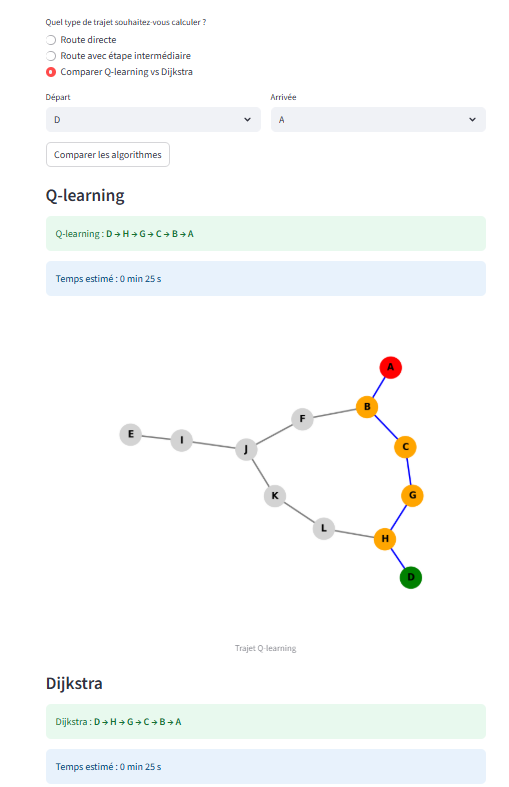 Quel type de trajet souhaitez-vous calculer ?
Route directe
Route avec étape intermédiaire
Comparer Q-learning vs Dijkstra
Départ Arrivée
D A
Comparer les algorithmes
Q-learning
Q-learning : D → H → G → C → B → A
Temps estimé : 0 min 25 s
A
B
F
E
I
J
C
K
G
L
H
D
Trajet Q-learning
Dijkstra
Dijkstra : D → H → G → C → B → A
Temps estimé : 0 min 25 s